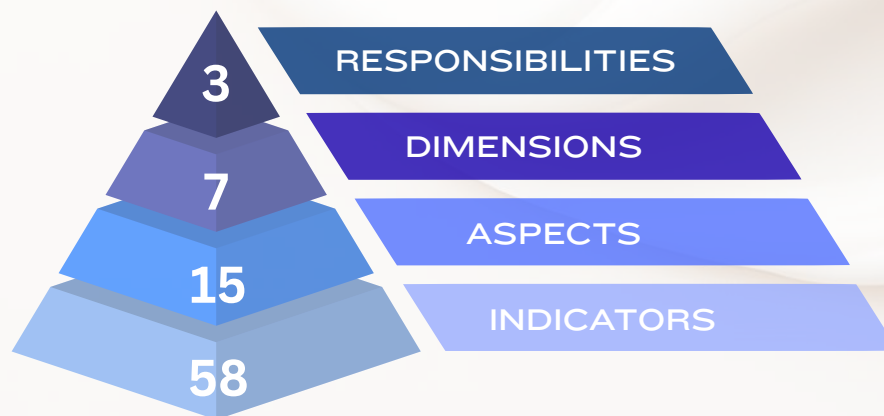 3
RESPONSIBILITIES
7
DIMENSIONS
15
ASPECTS
58
INDICATORS